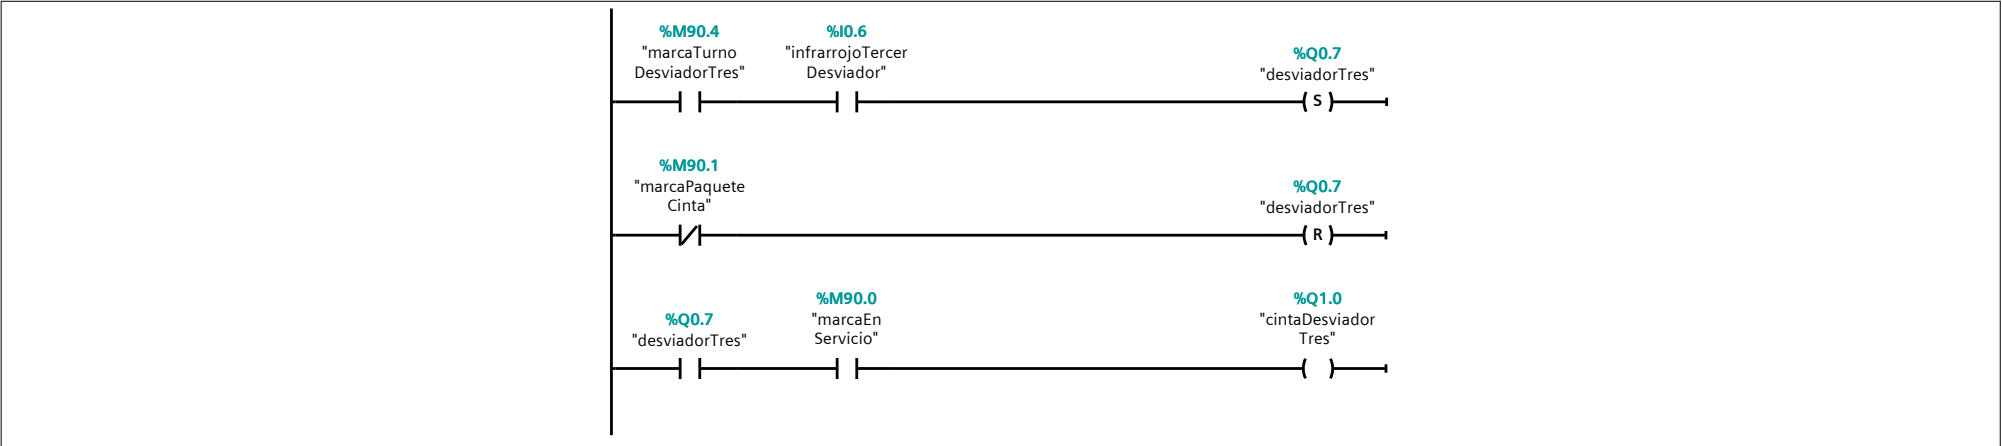 %M90.4
"marcaTurno
DesviadorTres"
%I0.6
"infrarrojoTercer
Desviador"
%Q0.7
"desviadorTres"
S
%M90.1
"marcaPaquete
Cinta"
%Q0.7
"desviadorTres"
R
%Q0.7
"desviadorTres"
%M90.0
"marcaEn
Servicio"
%Q1.0
"cintaDesviador
Tres"